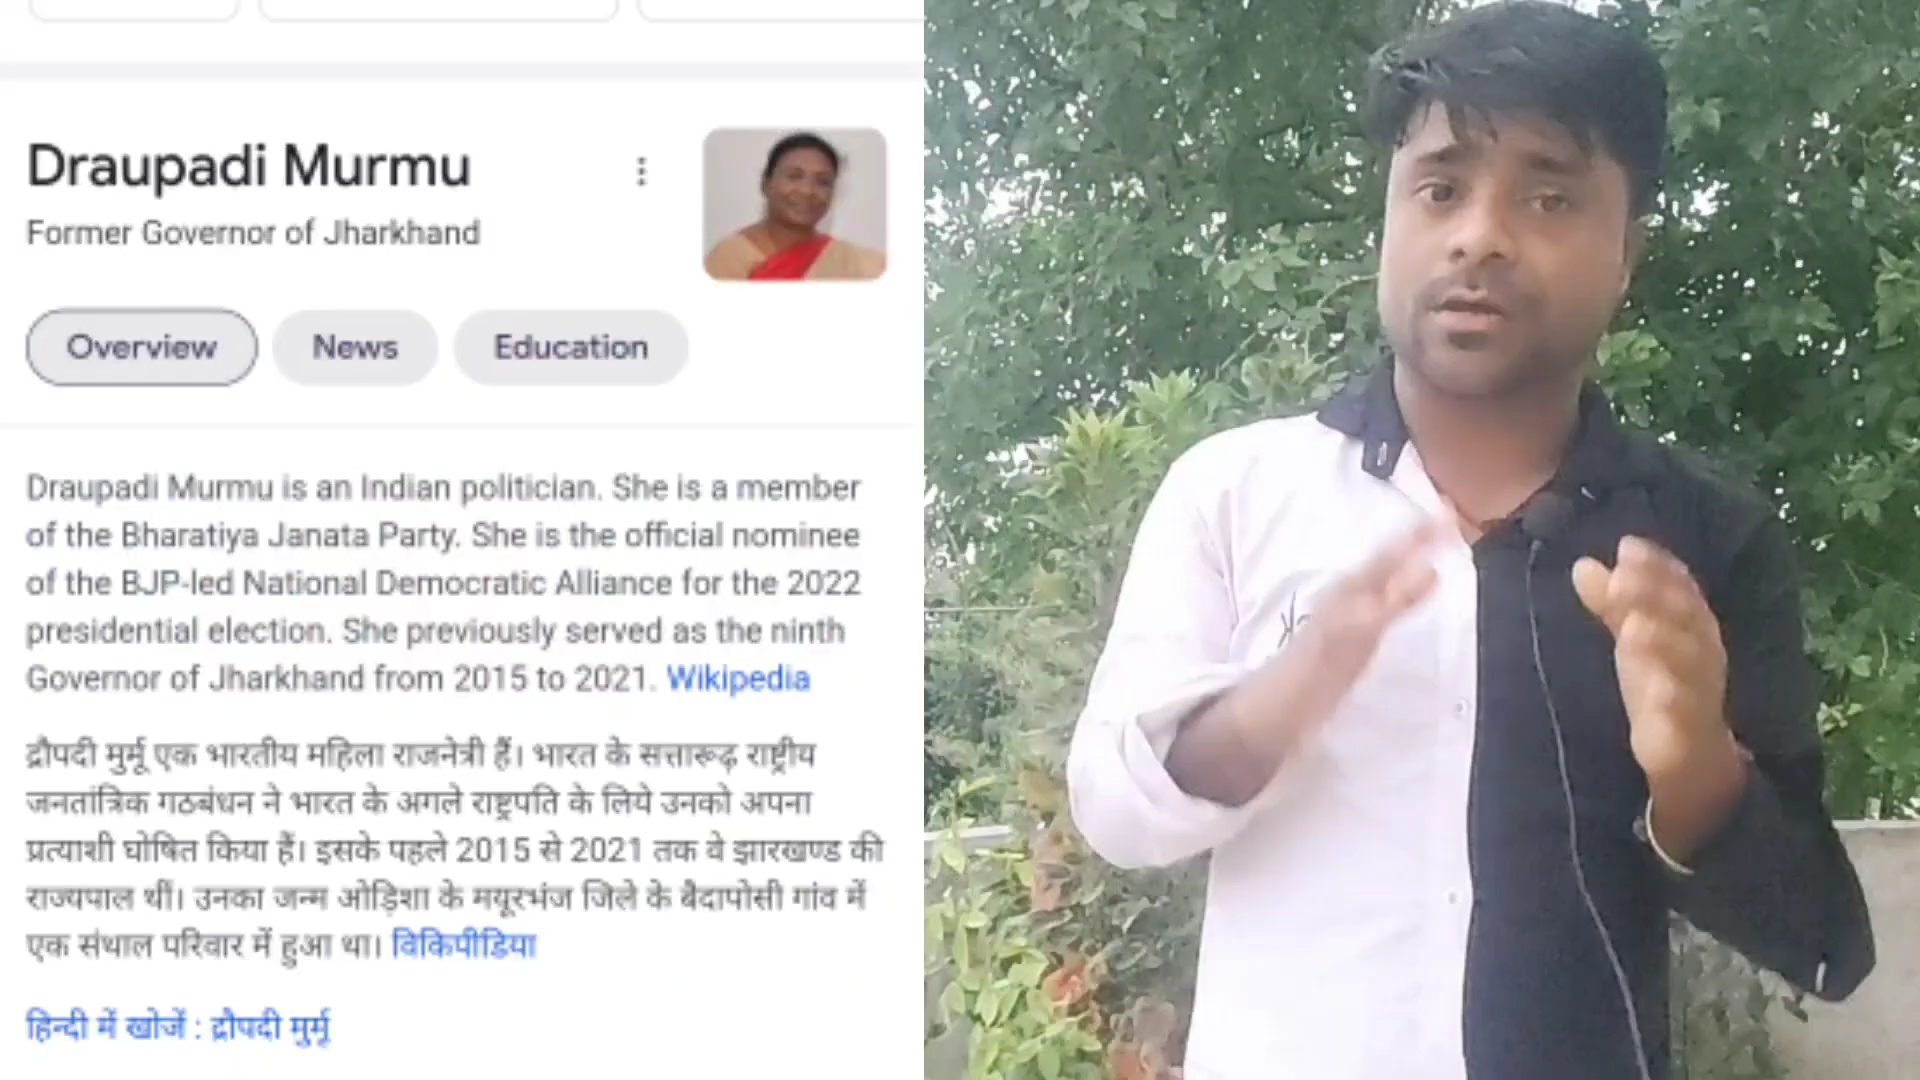 Draupadi Murmu
Former Governor of Jharkhand
Overview News Education
Draupadi Murmu is an Indian politician. She is a member
of the Bharatiya Janata Party. She is the official nominee
of the BJP-led National Democratic Alliance for the 2022
presidential election. She previously served as the ninth
Governor of Jharkhand from 2015 to 2021. Wikipedia
द्रौपदी मुर्मू एक भारतीय महिला राजनेत्री हैं। भारत के सत्तारूढ़ राष्ट्रीय
जनतांत्रिक गठबंधन ने भारत के अगले राष्ट्रपति के लिये उनको अपना
प्रत्याशी घोषित किया हैं। इसके पहले 2015 से 2021 तक वे झारखण्ड की
राज्यपाल थीं। उनका जन्म ओड़िशा के मयूरभंज जिले के बैदापोसी गांव में
एक संथाल परिवार में हुआ था। विकिपीडिया
हिन्दी में खोजें : द्रौपदी मुर्मू